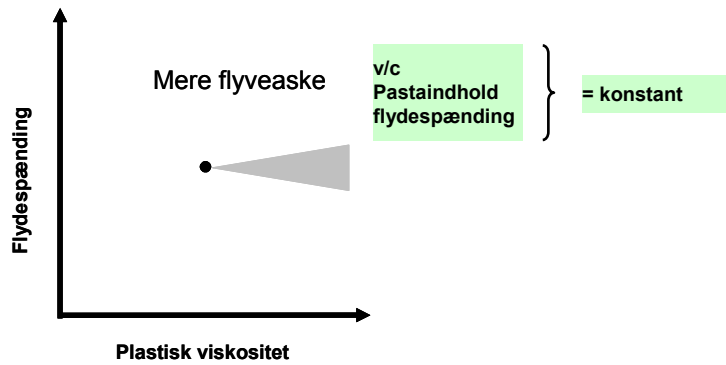 Mere flyveaske
v/c
Pastaindhold
flydespænding
= konstant
Flydespænding
Plastisk viskositet